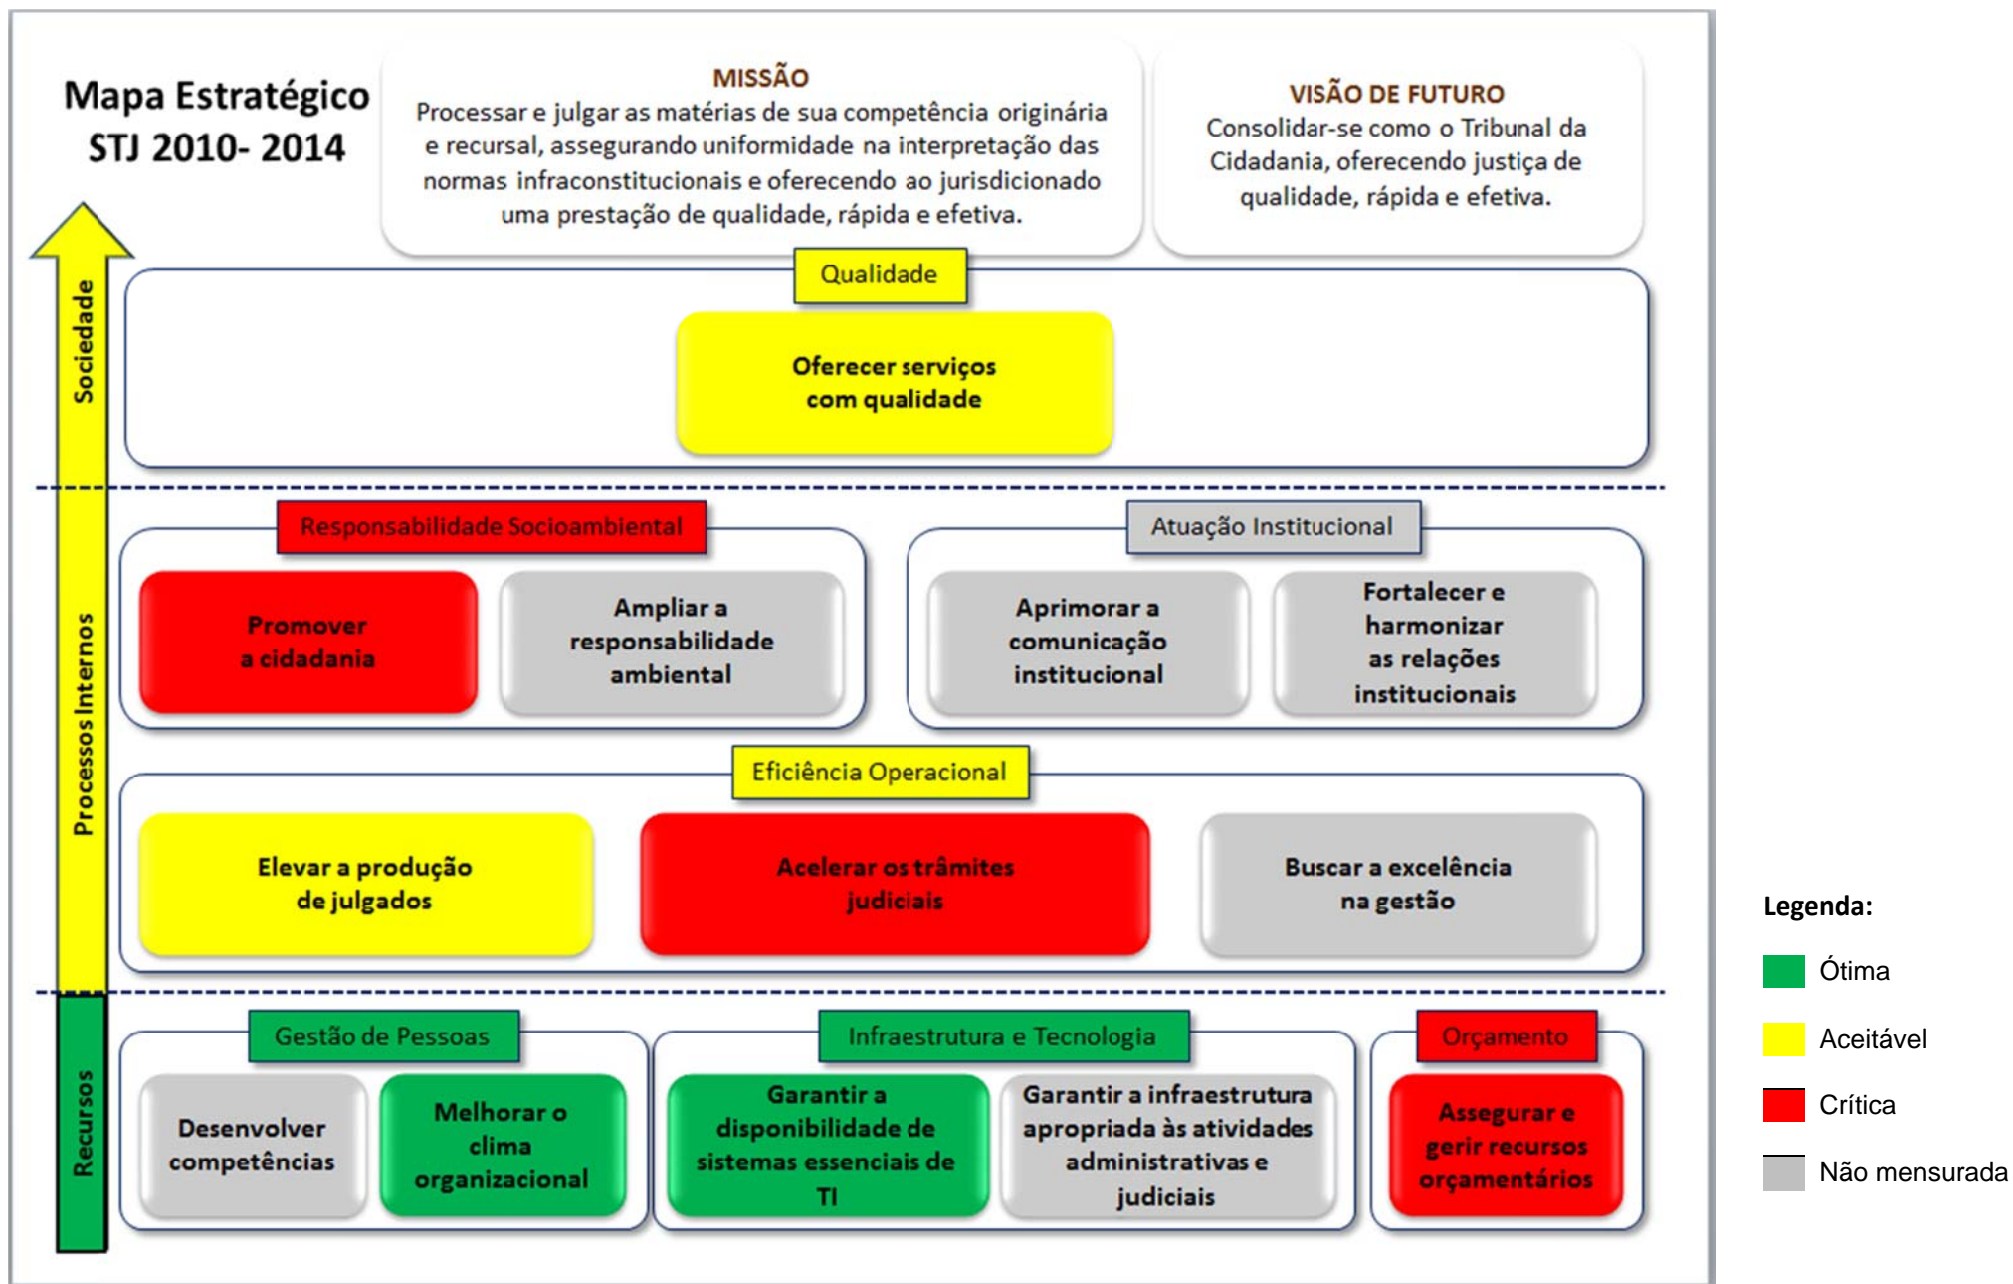 Mapa Estratégico
STJ 2010- 2014
MISSÃO
Processar e julgar as matérias de sua competência originária
e recursal, assegurando uniformidade na interpretação das
normas infraconstitucionais e oferecendo ao jurisdicionado
uma prestação de qualidade, rápida e efetiva.
VISÃO DE FUTURO
Consolidar-se como o Tribunal da
Cidadania, oferecendo justiça de
qualidade, rápida e efetiva.
Sociedade
Qualidade
Oferecer serviços
com qualidade
Processos Internos
Responsabilidade Socioambiental
Promover
a cidadania
Ampliar a
responsabilidade
ambiental
Atuação Institucional
Aprimorar a
comunicação
institucional
Fortalecer e
harmonizar
as relações
institucionais
Eficiência Operacional
Elevar a produção
de julgados
Acelerar os trâmites
judiciais
Buscar a excelência
na gestão
Recursos
Gestão de Pessoas
Desenvolver
competências
Melhorar o
clima
organizacional
Infraestrutura e Tecnologia
Garantir a
disponibilidade de
sistemas essenciais de
TI
Garantir a infraestrutura
apropriada às atividades
administrativas e
judiciais
Orçamento
Assegurar e
gerir recursos
orçamentários
Legenda:
Ótima
Aceitável
Crítica
Não mensurada